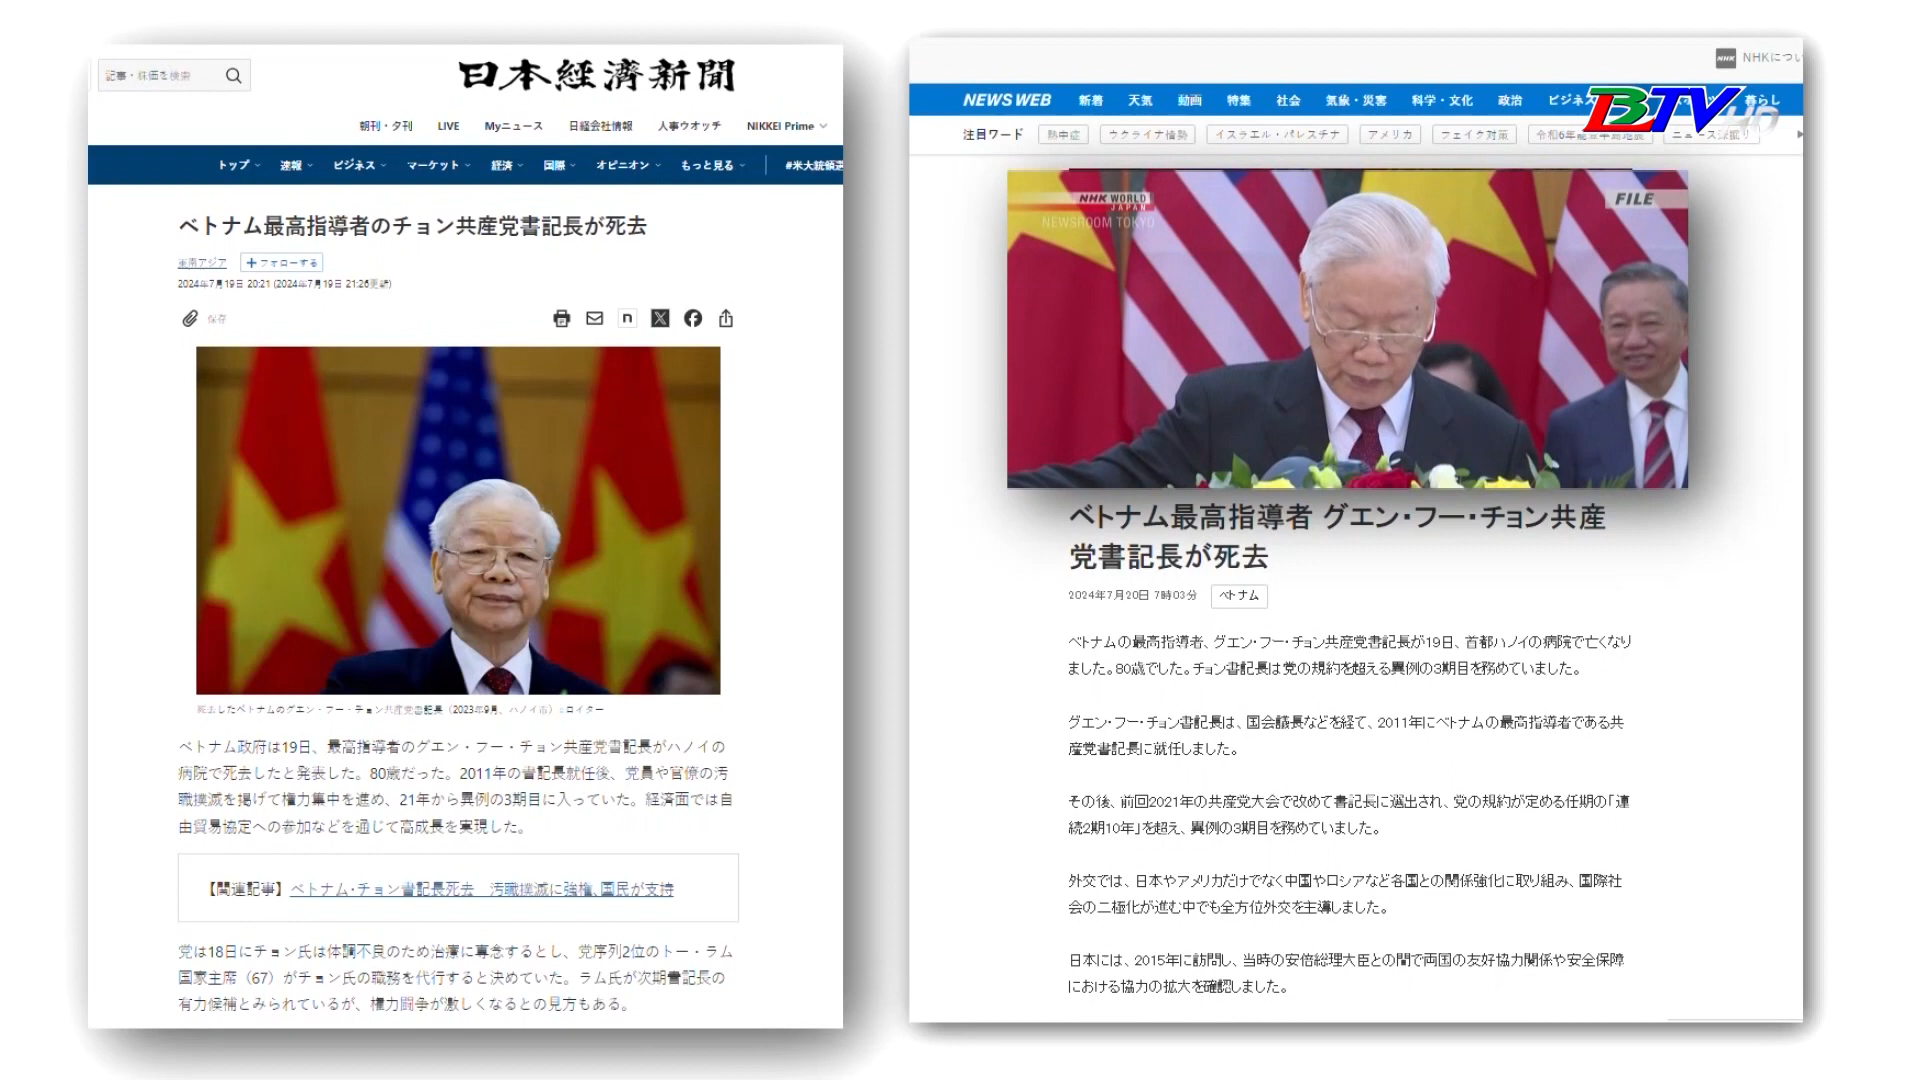 記事・株価を検索
日本経済新聞
朝刊・夕刊 LIVE Myニュース 日経会社情報 人事ウオッチ NIKKEI Prime
トップ 速報 ビジネス マーケット 経済 国際 オピニオン もっと見る #米大統領選
ベトナム最高指導者のチョン共産党書記長が死去
東南アジア +フォローする
2024年7月19日 20:21 (2024年7月19日 21:26更新)
保存
死去したベトナムのグエン・フー・チョン共産党書記長（2023年9月、ハノイ市）=ロイター
ベトナム政府は19日、最高指導者のグエン・フー・チョン共産党書記長がハノイの
病院で死去したと発表した。80歳だった。2011年の書記長就任後、党員や官僚の汚
職撲滅を掲げて権力集中を進め、21年から異例の3期目に入っていた。経済面では自
由貿易協定への参加などを通じて高成長を実現した。
【関連記事】ベトナム・チョン書記長死去 汚職撲滅に強権、国民が支持
党は18日にチョン氏は体調不良のため治療に専念するとし、党序列2位のトー・ラム
国家主席（67）がチョン氏の職務を代行すると決めていた。ラム氏が次期書記長の
有力候補とみられているが、権力闘争が激しくなるとの見方もある。
NHK NHKについ
NEWS WEB 新着 天気 動画 特集 社会 気象・災害 科学・文化 政治 ビジネス 暮らし
BTV HD
注目ワード 熱中症 ウクライナ情勢 イスラエル・パレスチナ アメリカ フェイク対策 令和6年能登半島地震 ニュース深掘り
NHK WORLD
JAPAN
NEWSROOM TOKYO
FILE
ベトナム最高指導者 グエン・フー・チョン共産
党書記長が死去
2024年7月20日 7時03分 ベトナム
ベトナムの最高指導者、グエン・フー・チョン共産党書記長が19日、首都ハノイの病院で亡くなり
ました。80歳でした。チョン書記長は党の規約を超える異例の3期目を務めていました。
グエン・フー・チョン書記長は、国会議長などを経て、2011年にベトナムの最高指導者である共
産党書記長に就任しました。
その後、前回2021年の共産党大会で改めて書記長に選出され、党の規約が定める任期の「連
続2期10年」を超え、異例の3期目を務めていました。
外交では、日本やアメリカだけでなく中国やロシアなど各国との関係強化に取り組み、国際社
会の二極化が進む中でも全方位外交を主導しました。
日本には、2015年に訪問し、当時の安倍総理大臣との間で両国の友好協力関係や安全保障
における協力の拡大を確認しました。